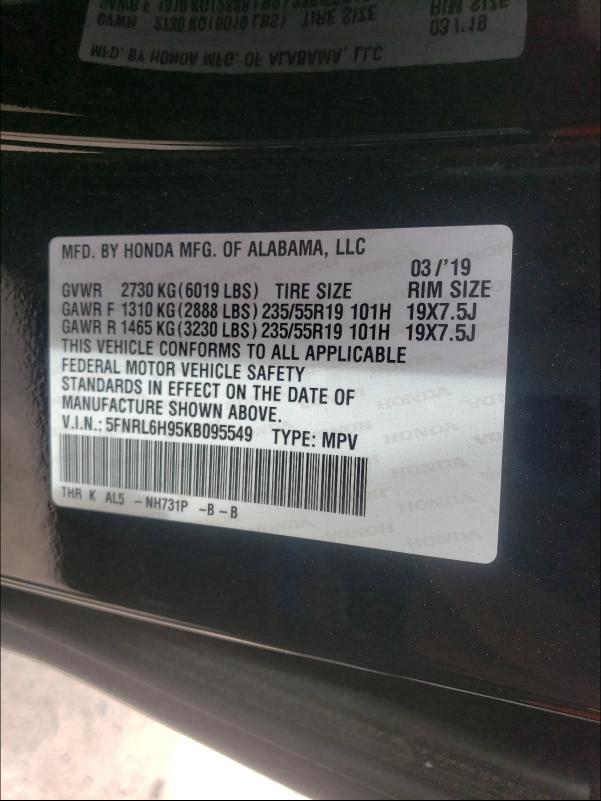 MFD. BY HONDA MFG. OF ALABAMA, LLC
03 /'19
GVWR 2730 KG(6019 LBS) TIRE SIZE RIM SIZE
GAWR F 1310 KG(2888 LBS)235/55R19 101H 19X7.5J
GAWR R 1465 KG(3230 LBS)235/55R19 101H 19X7.5J
THIS VEHICLE CONFORMS TO ALL APPLICABLE
FEDERAL MOTOR VEHICLE SAFETY
STANDARDS IN EFFECT ON THE DATE OF
MANUFACTURE SHOWN ABOVE.
V.I.N.: 5FNRL6H95KB095549 TYPE: MPV
THR K AL5 -NH731P -B-B